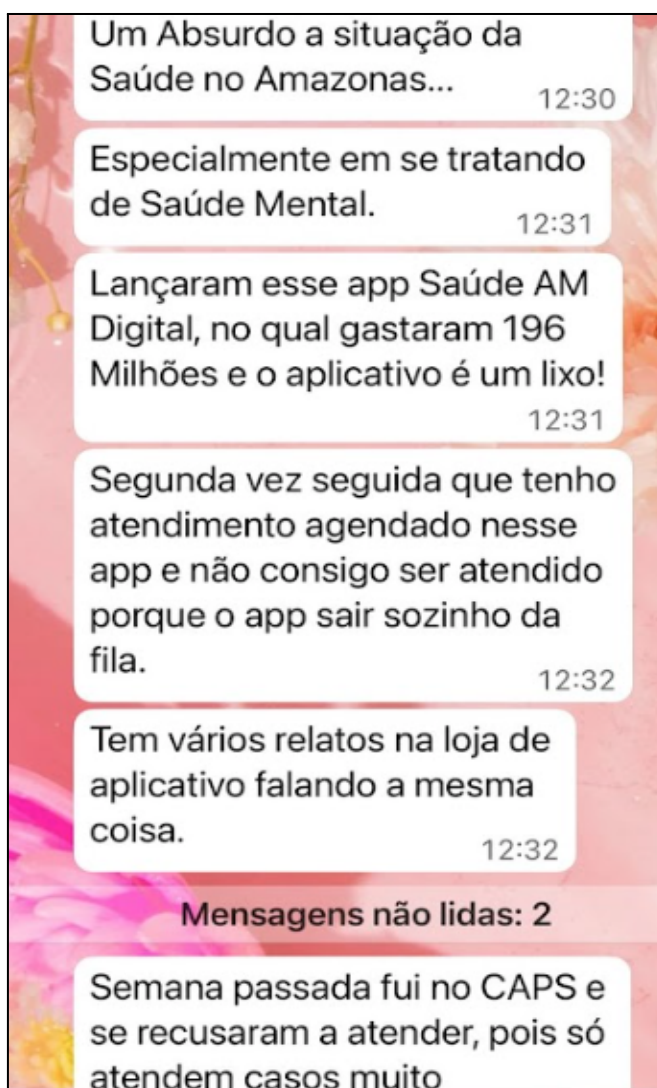 Um Absurdo a situação da
Saúde no Amazonas...
12:30
Especialmente em se tratando
de Saúde Mental.
12:31
Lançaram esse app Saúde AM
Digital, no qual gastaram 196
Milhões e o aplicativo é um lixo!
12:31
Segunda vez seguida que tenho
atendimento agendado nesse
app e não consigo ser atendido
porque o app sair sozinho da
fila.
12:32
Tem vários relatos na loja de
aplicativo falando a mesma
coisa.
12:32
Mensagens não lidas: 2
Semana passada fui no CAPS e
se recusaram a atender, pois só
atendem casos muito